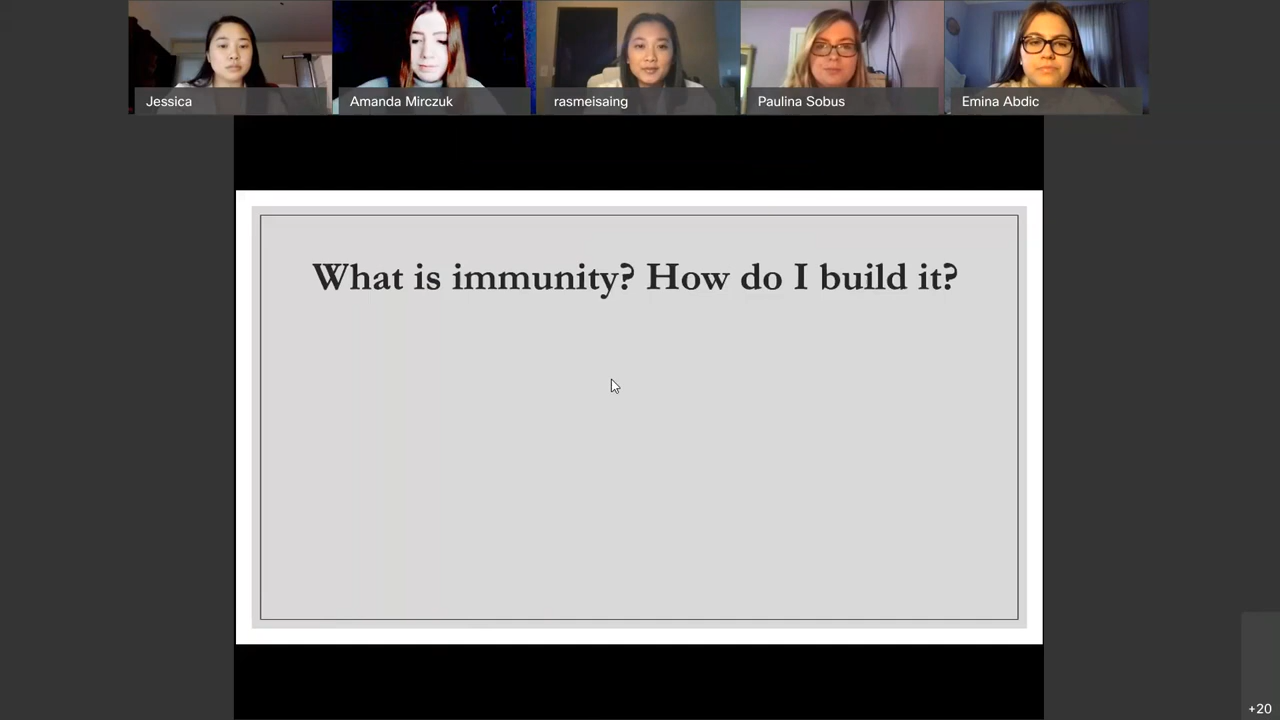 Jessica
Amanda Mirczuk
rasmeisaing
Paulina Sobus
Emina Abdic
What is immunity? How do I build it?
+20